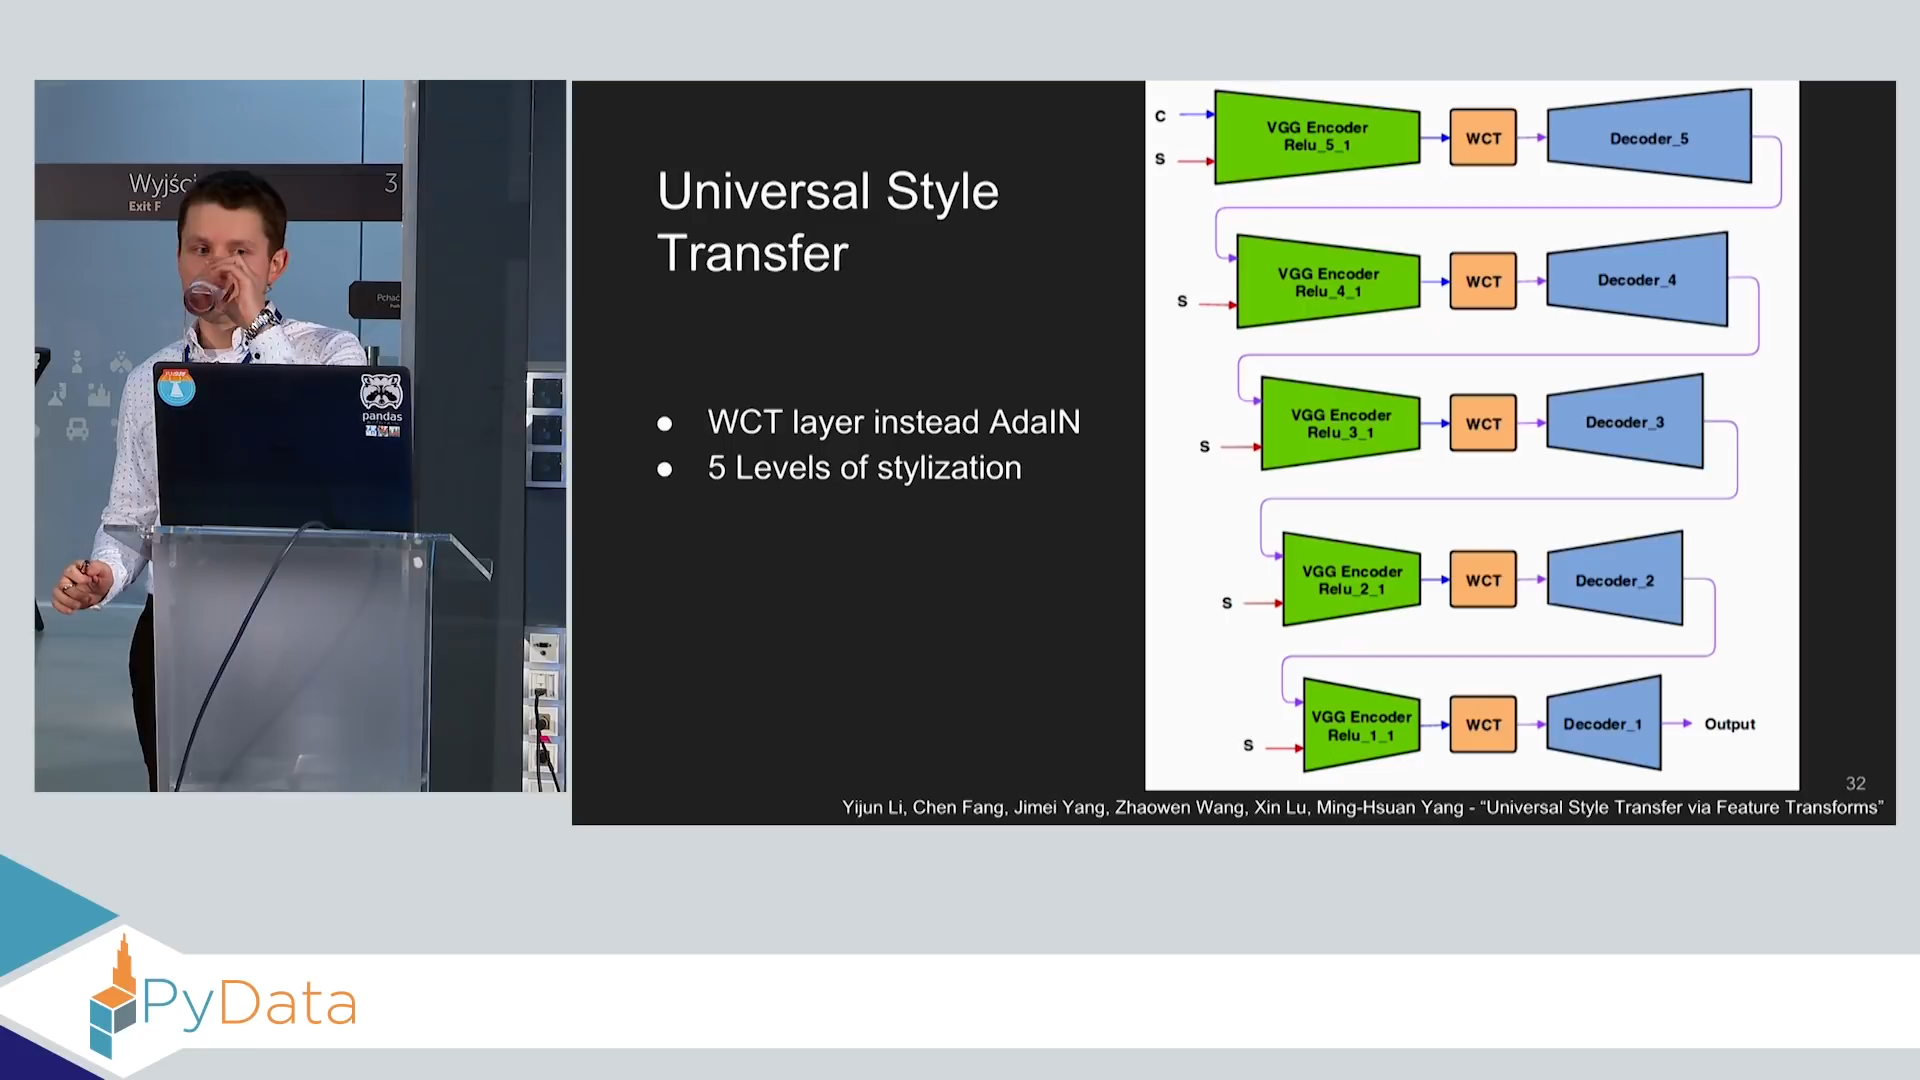 Wyjśc
Exit F
3
Pchać
pandas
Universal Style
Transfer
● WCT layer instead AdaIN
● 5 Levels of stylization
C
S
VGG Encoder
Relu_5_1
WCT
Decoder_5
S
VGG Encoder
Relu_4_1
WCT
Decoder_4
S
VGG Encoder
Relu_3_1
WCT
Decoder_3
S
VGG Encoder
Relu_2_1
WCT
Decoder_2
S
VGG Encoder
Relu_1_1
WCT
Decoder_1
Output
32
Yijun Li, Chen Fang, Jimei Yang, Zhaowen Wang, Xin Lu, Ming-Hsuan Yang - “Universal Style Transfer via Feature Transforms”
PyData